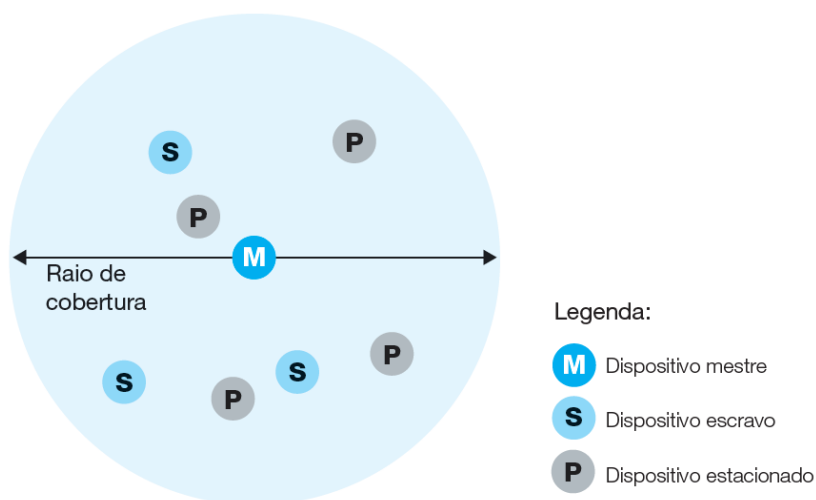 S
P
P
M
Raio de
cobertura
S
P
S
P
Legenda:
M Dispositivo mestre
S Dispositivo escravo
P Dispositivo estacionado